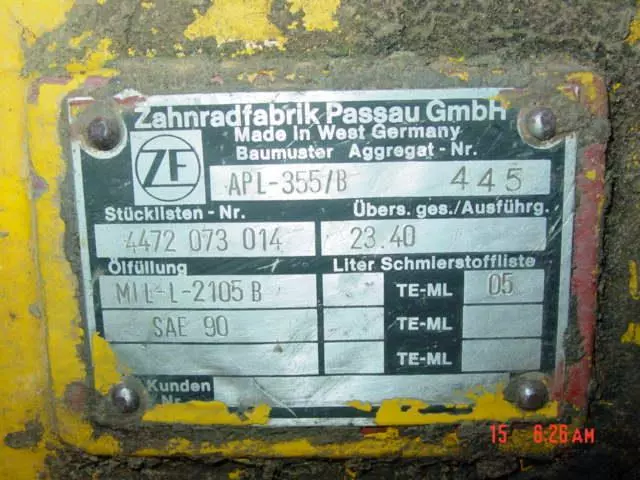 Zahnradfabrik Passau GmbH
Made In West Germany
ZF
Baumuster Aggregat - Nr.
APL-355/B 445
Stücklisten - Nr. Übers. ges./Ausführg.
4472 073 014 23.40
Ölfüllung Liter Schmierstoffliste
MIL-L-2105 B TE-ML 05
SAE 90 TE-ML
TE-ML
Kunden
Nr.
15 6:26 AM